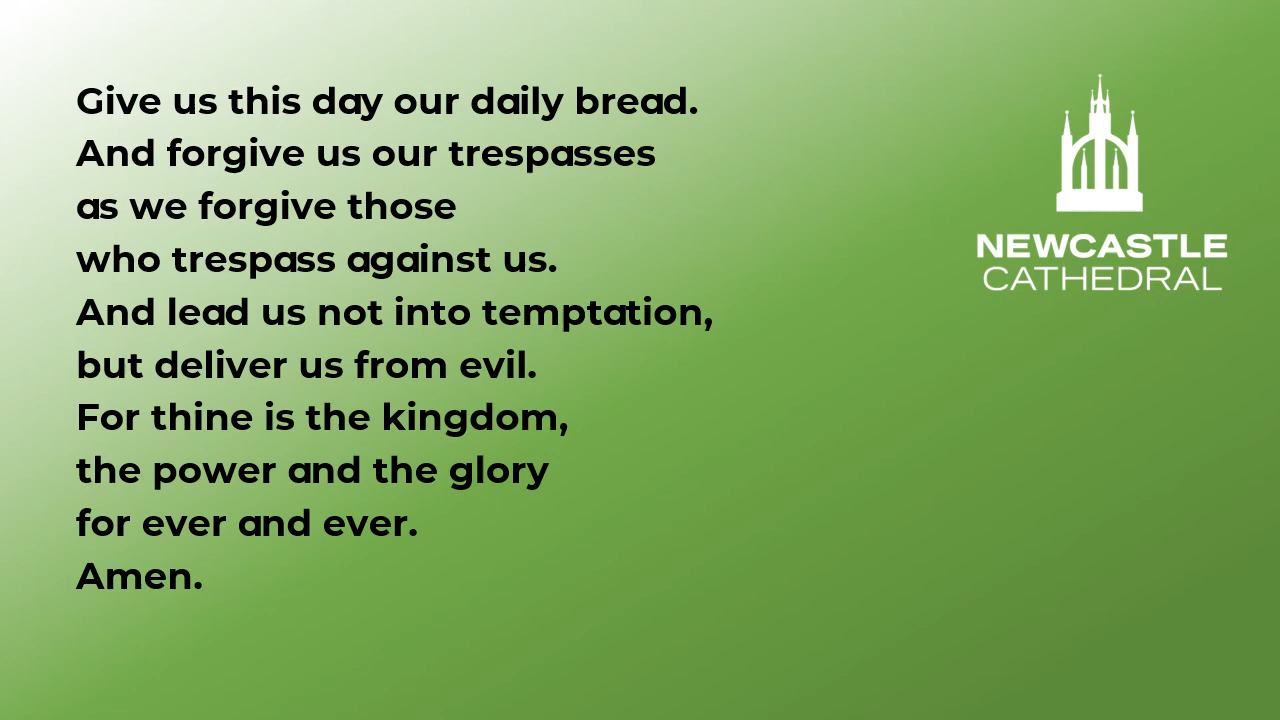 Give us this day our daily bread.
And forgive us our trespasses
as we forgive those
who trespass against us.
And lead us not into temptation,
but deliver us from evil.
For thine is the kingdom,
the power and the glory
for ever and ever.
Amen.
NEWCASTLE
CATHEDRAL